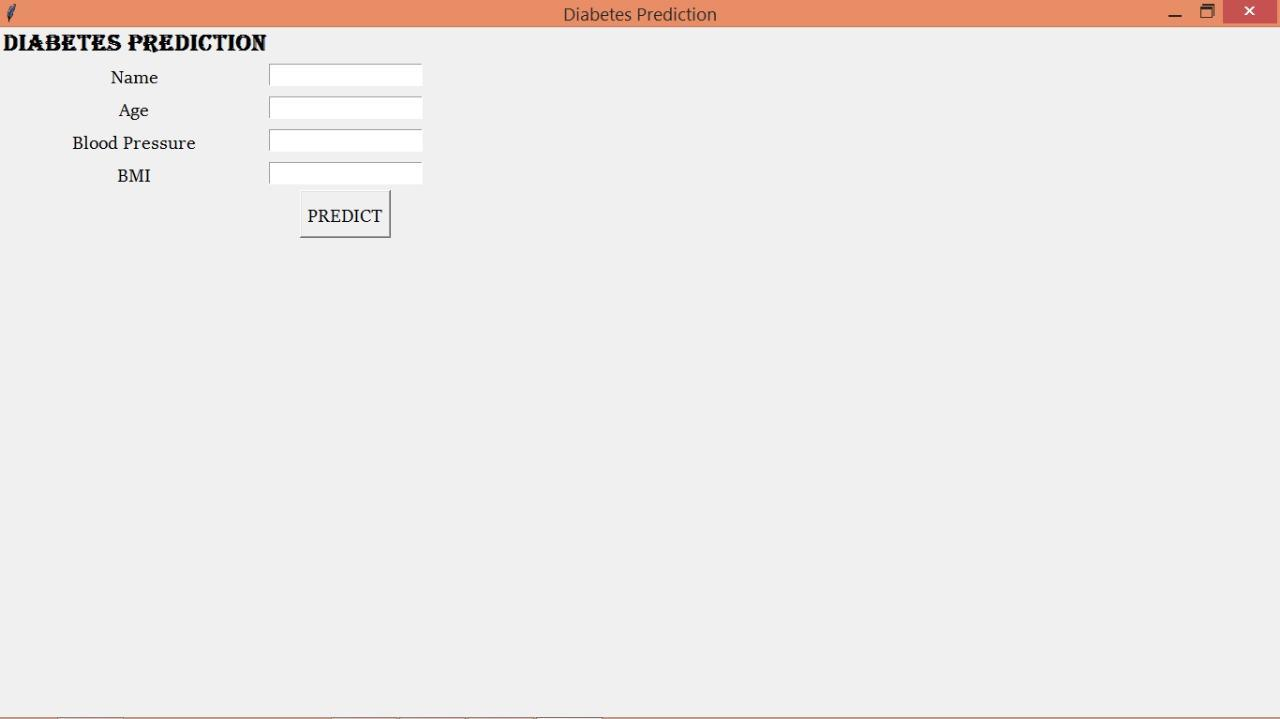 Diabetes Prediction
DIABETES PREDICTION
Name
Age
Blood Pressure
BMI
PREDICT